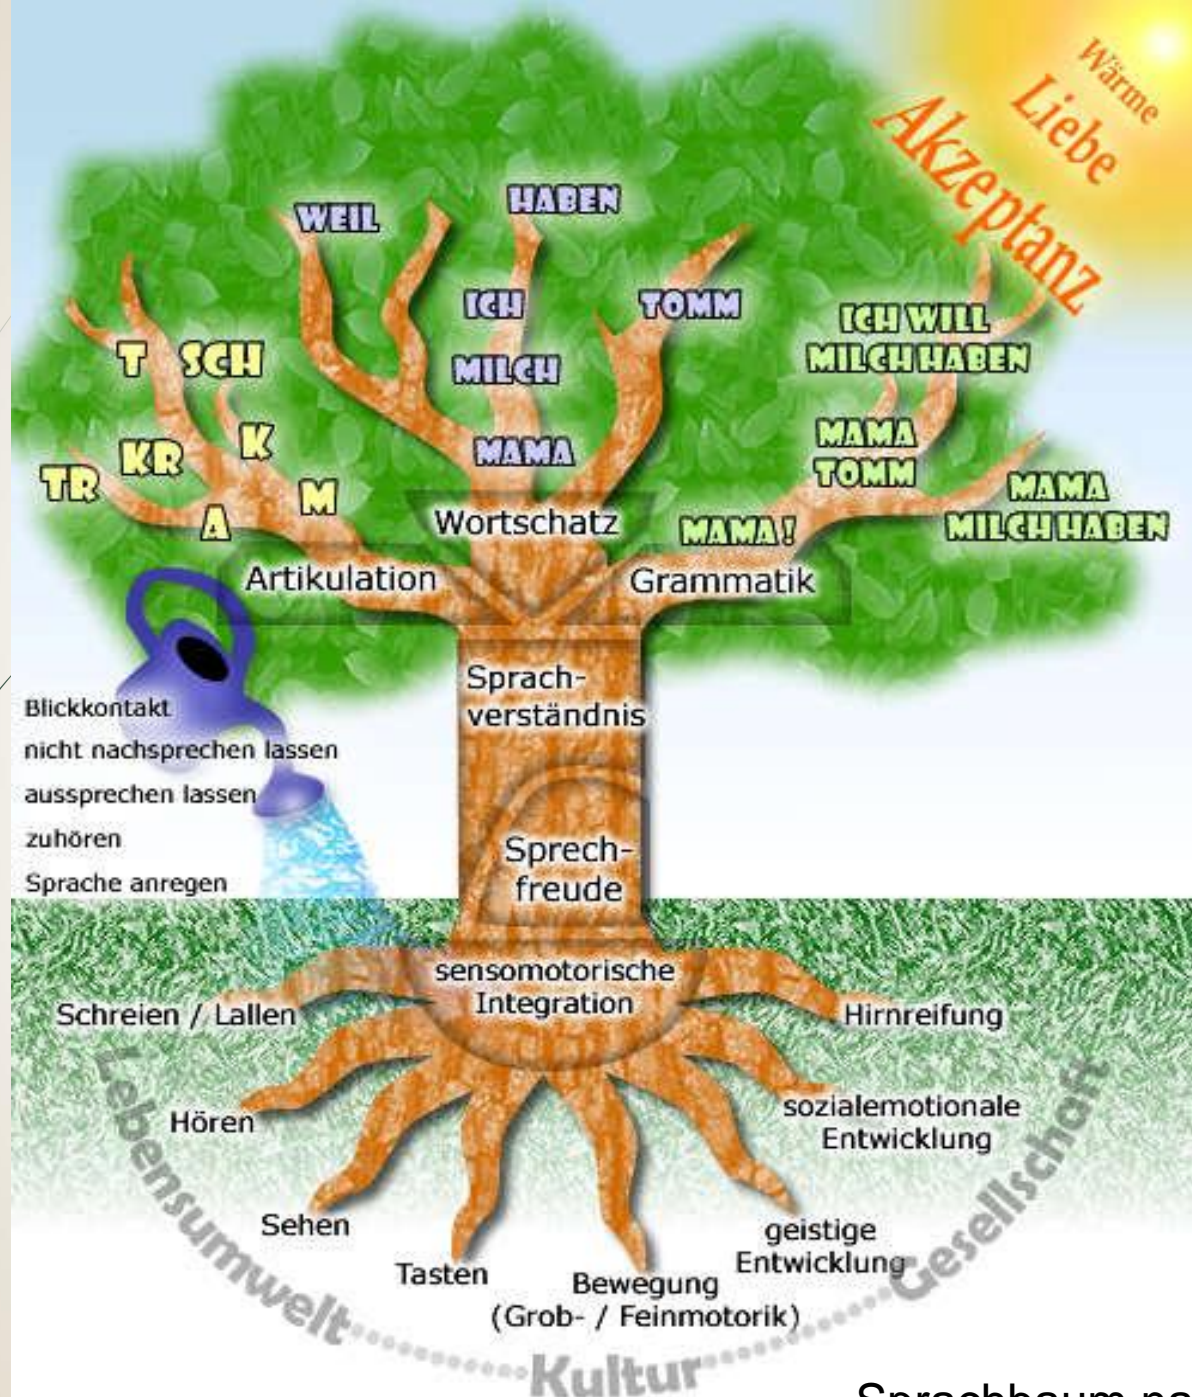 Wärme
Liebe
Akzeptanz
WEIL
HABEN
ICH
TOMM
MILCH
MAMA
T SCH
K
KR
TR
M
A
ICH WILL
MILCH HABEN
MAMA
TOMM
MAMA
MILCH HABEN
MAMA !
Wortschatz
Artikulation
Grammatik
Sprach-
verständnis
Blickkontakt
nicht nachsprechen lassen
aussprechen lassen
zuhören
Sprache anregen
Sprech-
freude
sensomotorische
Integration
Schreien / Lallen
Hirnreifung
Hören
sozialemotionale
Entwicklung
Sehen
geistige
Entwicklung
Tasten
Bewegung
(Grob- / Feinmotorik)
Lebensumwelt
Kultur
Gesellschaft
Sprachbaum